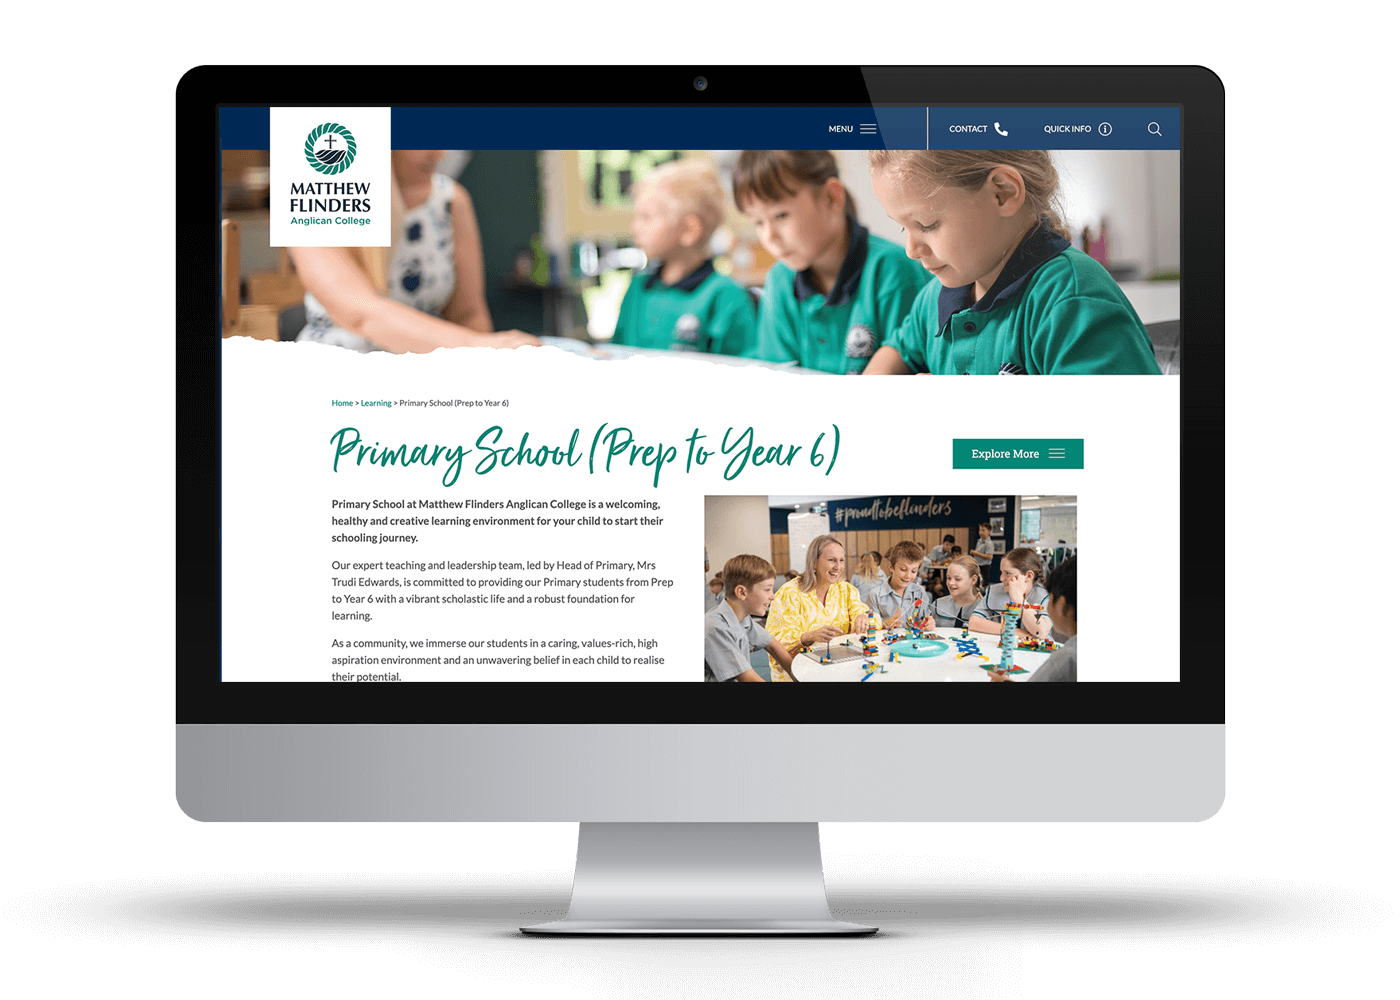 MATTHEW
FLINDERS
Anglican College
MENU
CONTACT
QUICK INFO
Home > Learning > Primary School (Prep to Year 6)
Primary School (Prep to Year 6)
Explore More
Primary School at Matthew Flinders Anglican College is a welcoming,
healthy and creative learning environment for your child to start their
schooling journey.
Our expert teaching and leadership team, led by Head of Primary, Mrs
Trudi Edwards, is committed to providing our Primary students from Prep
to Year 6 with a vibrant scholastic life and a robust foundation for
learning.
As a community, we immerse our students in a caring, values-rich, high
aspiration environment and an unwavering belief in each child to realise
their potential.
#proudtobeflinders